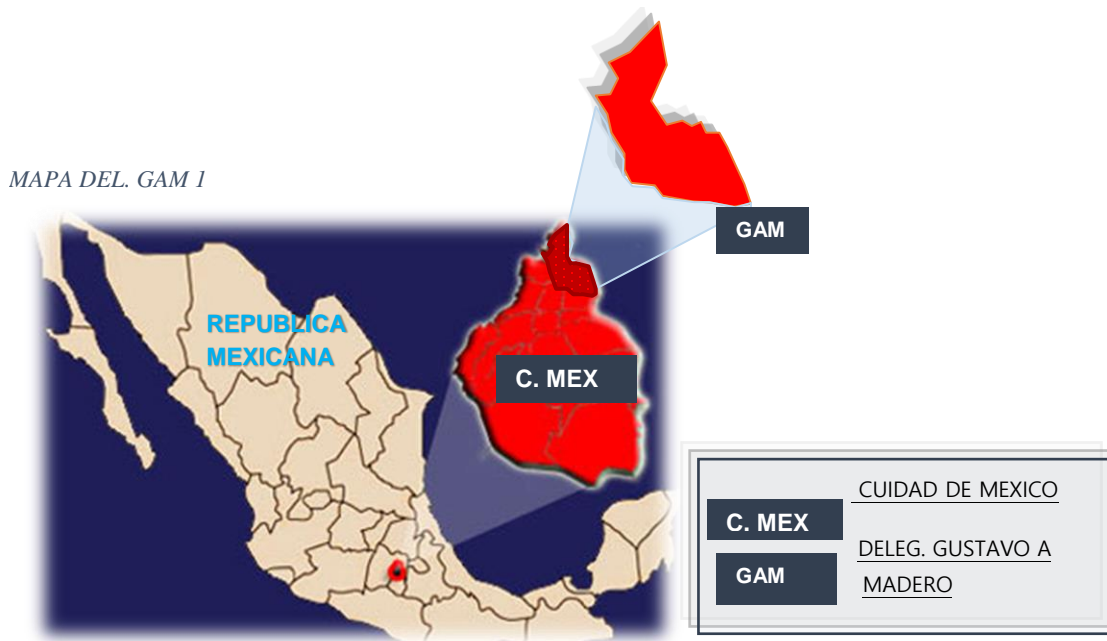 MAPA DEL. GAM 1
GAM
REPUBLICA
MEXICANA
C. MEX
CUIDAD DE MEXICO
C. MEX
DELEG. GUSTAVO A
MADERO
GAM